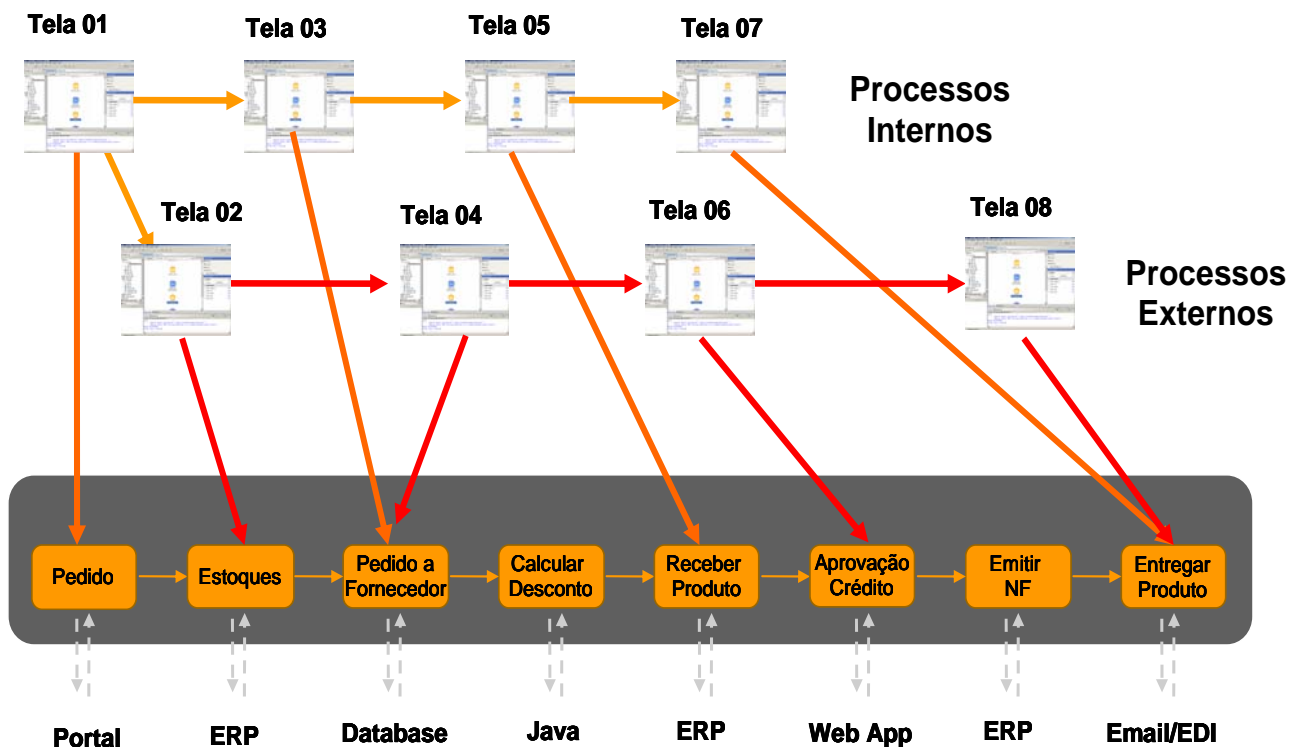 Tela 01
Tela 03
Tela 05
Tela 07
Processos
Internos
Tela 02
Tela 04
Tela 06
Tela 08
Processos
Externos
Pedido
Estoques
Pedido a
Fornecedor
Calcular
Desconto
Receber
Produto
Aprovação
Crédito
Emitir
NF
Entregar
Produto
Portal
ERP
Database
Java
ERP
Web App
ERP
Email/EDI